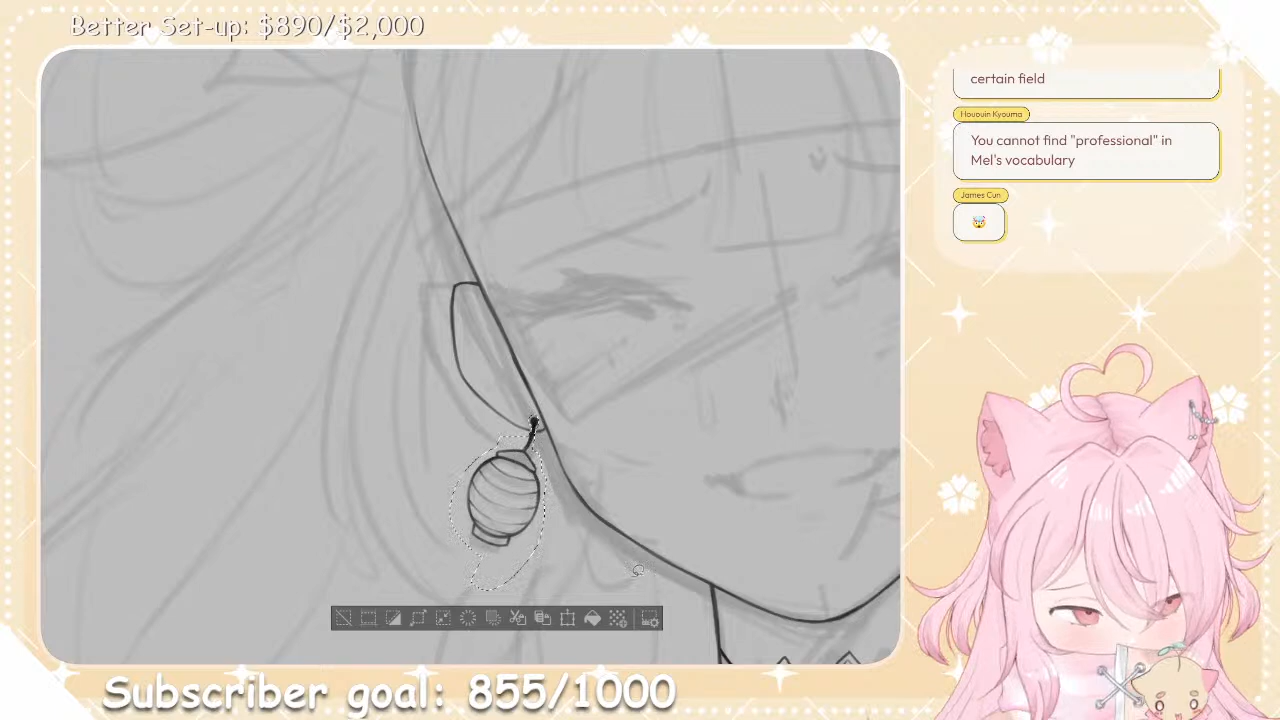 Better Set-up: $890/$2,000
certain field
Hououin Kyouma
You cannot find "professional" in
Mel's vocabulary
James Cun
🤯
Subscriber goal: 855/1000